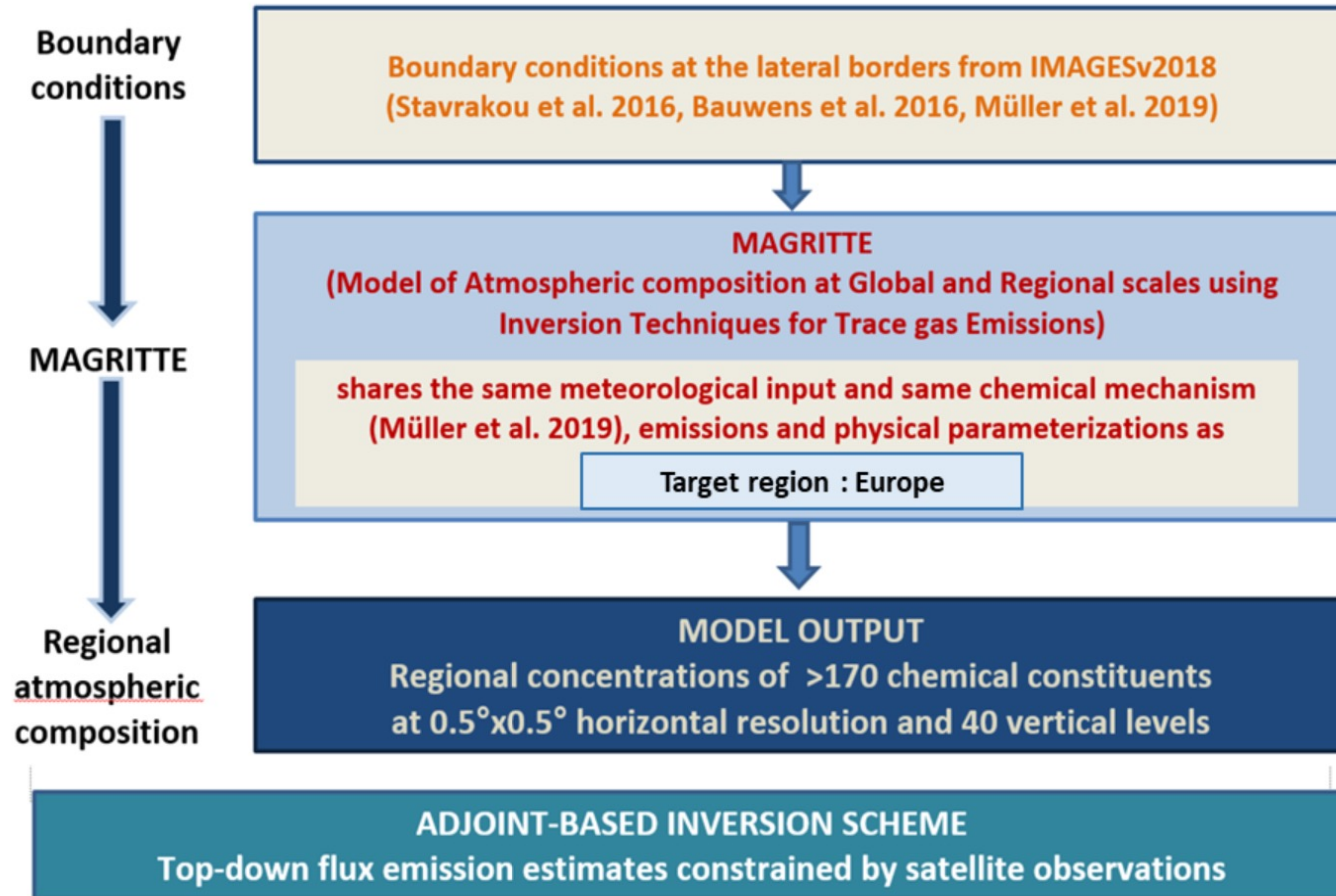 Boundary
conditions
Boundary conditions at the lateral borders from IMAGESv2018
(Stavrakou et al. 2016, Bauwens et al. 2016, Müller et al. 2019)
MAGRITTE
MAGRITTE
(Model of Atmospheric composition at Global and Regional scales using
Inversion Techniques for Trace gas Emissions)
shares the same meteorological input and same chemical mechanism
(Müller et al. 2019), emissions and physical parameterizations as
Target region : Europe
Regional
atmospheric
composition
MODEL OUTPUT
Regional concentrations of >170 chemical constituents
at 0.5°x0.5° horizontal resolution and 40 vertical levels
ADJOINT-BASED INVERSION SCHEME
Top-down flux emission estimates constrained by satellite observations